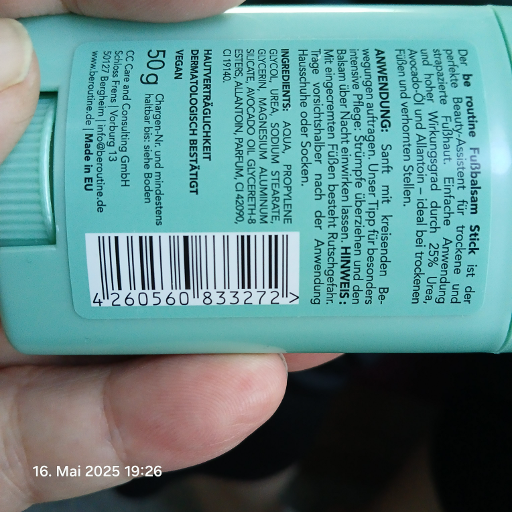 Der be routine Fußbalsam Stick ist der
perfekte Beauty-Assistent für trockene und
strapazierte Fußhaut. Einfache Anwendung
und hoher Wirkungsgrad durch 25% Urea,
Avocado-Öl und Allantoin - ideal bei trockenen
Füßen und verhornten Stellen.
ANWENDUNG: Sanft mit kreisenden Be-
wegungen auftragen. Unser Tipp für besonders
intensive Pflege: Strümpfe überziehen und den
Balsam über Nacht einwirken lassen. HINWEIS:
Mit eingecremten Füßen besteht Rutschgefahr.
Trage vorsichtshalber nach der Anwendung
Hausschuhe oder Socken.
INGREDIENTS: AQUA, PROPYLENE
GLYCOL, UREA, SODIUM STEARATE,
GLYCERIN, MAGNESIUM ALUMINUM
SILICATE, AVOCADO OIL GLYCERETH-8
ESTERS, ALLANTOIN, PARFUM, CI 42090,
CI 19140.
HAUTVERTRÄGLICHKEIT
DERMATOLOGISCH BESTÄTIGT
VEGAN
50 g Chargen-Nr. und mindestens
haltbar bis: siehe Boden
CC Care and Consulting GmbH
Schloss Frens | Vorburg 13
50127 Bergheim | info@beroutine.de
www.beroutine.de | Made in EU
4 260560 833272 >
16. Mai 2025 19:26